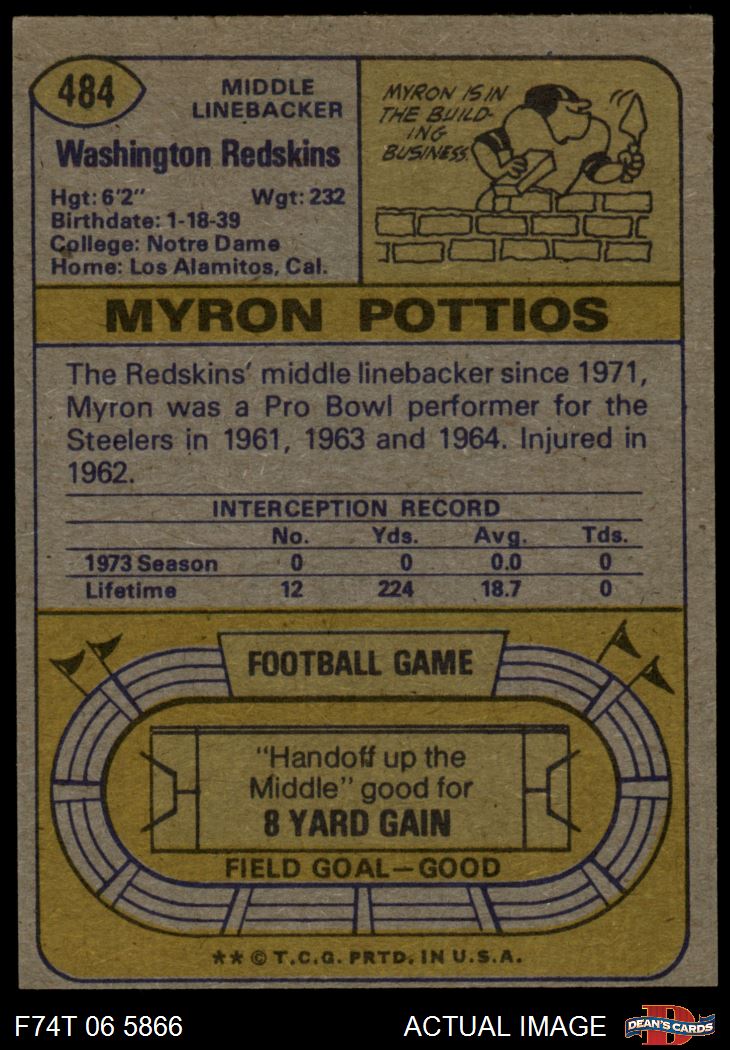 484
MIDDLE
LINEBACKER
Washington Redskins
Hgt: 6'2" Wgt: 232
Birthdate: 1-18-39
College: Notre Dame
Home: Los Alamitos, Cal.
MYRON IS IN
THE BUILD-
ING
BUSINESS.
MYRON POTTIOS
The Redskins' middle linebacker since 1971,
Myron was a Pro Bowl performer for the
Steelers in 1961, 1963 and 1964. Injured in
1962.
INTERCEPTION RECORD
No. Yds. Avg. Tds.
1973 Season 0 0 0.0 0
Lifetime 12 224 18.7 0
FOOTBALL GAME
"Handoff up the
Middle" good for
8 YARD GAIN
FIELD GOAL—GOOD
** © T.C.G. PRTD. IN U.S.A.
F74T 06 5866 ACTUAL IMAGE
D
DEAN'S CARDS